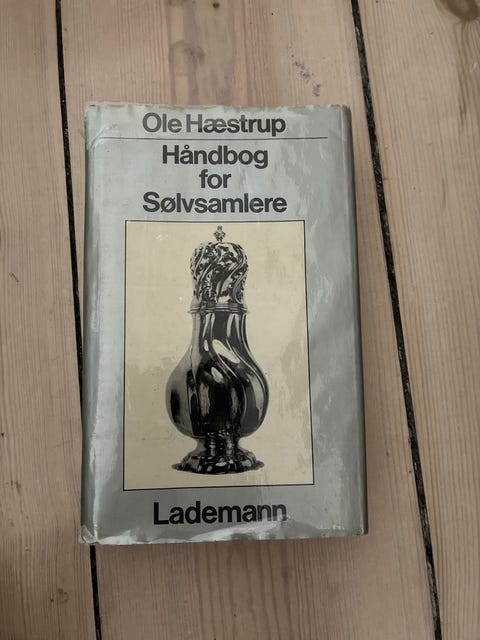 Ole Hæstrup
Håndbog
for
Sølvsamlere
Lademann